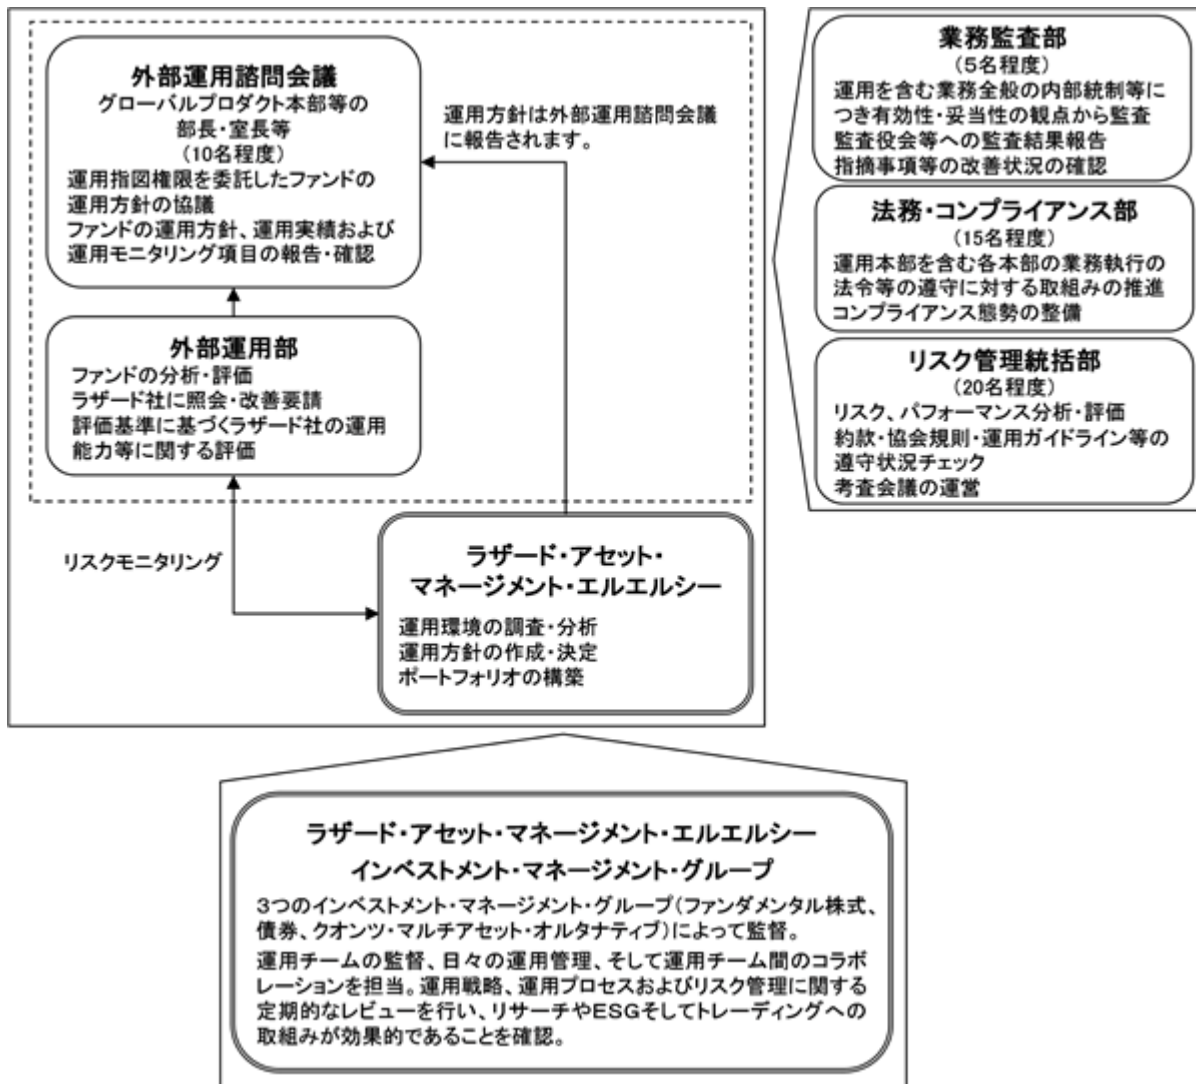 外部運用諮問会議
グローバルプロダクト本部等の
部長・室長等
(10名程度)
運用指図権限を委託したファンドの
運用方針の協議
ファンドの運用方針、運用実績および
運用モニタリング項目の報告・確認
運用方針は外部運用諮問会議
に報告されます。
外部運用部
ファンドの分析・評価
ラザード社に照会・改善要請
評価基準に基づくラザード社の運用
能力等に関する評価
リスクモニタリング
ラザード・アセット・
マネージメント・エルエルシー
運用環境の調査・分析
運用方針の作成・決定
ポートフォリオの構築
業務監査部
(5名程度)
運用を含む業務全般の内部統制等に
つき有効性・妥当性の観点から監査
監査役会等への監査結果報告
指摘事項等の改善状況の確認
法務・コンプライアンス部
(15名程度)
運用本部を含む各本部の業務執行の
法令等の遵守に対する取組みの推進
コンプライアンス態勢の整備
リスク管理統括部
(20名程度)
リスク、パフォーマンス分析・評価
約款・協会規則・運用ガイドライン等の
遵守状況チェック
考査会議の運営
ラザード・アセット・マネージメント・エルエルシー
インベストメント・マネージメント・グループ
3つのインベストメント・マネージメント・グループ(ファンダメンタル株式、
債券、クオンツ・マルチアセット・オルタナティブ)によって監督。
運用チームの監督、日々の運用管理、そして運用チーム間のコラボ
レーションを担当。運用戦略、運用プロセスおよびリスク管理に関する
定期的なレビューを行い、リサーチやESGそしてトレーディングへの
取組みが効果的であることを確認。